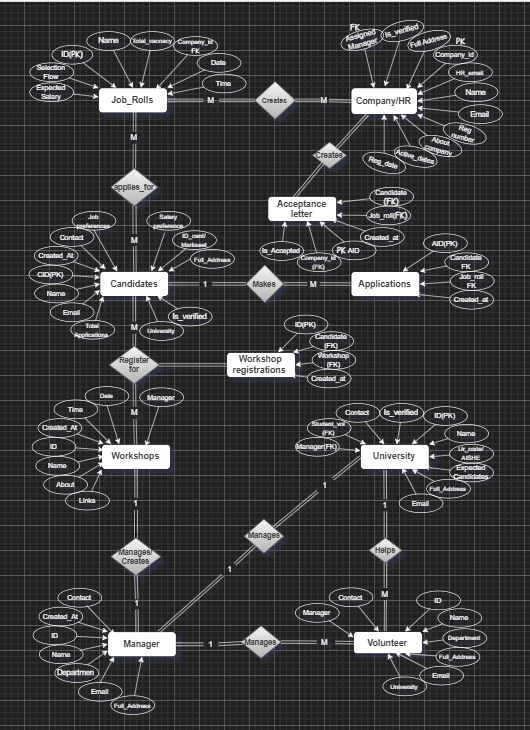 FK
Assigned
Manager
Is_verified
Full Address
PK
Company_id
HR_email
Name
Email
Reg
number
About
company
Active_dates
Reg_date
Company/HR
Name
Total_vacnacy
Company_id
FK
ID(PK)
Date
Selection
Flow
Time
Expected
Salary
Job_Rolls
M
Creates
M
M
applies_for
M
Creates
Acceptance
letter
Candidate
(FK)
Job_roll(FK)
Created_at
PK AID
Company_id
(FK)
Is_Accepted
Job
preferences
Salary
preference
Contact
ID_card/
Marksset
Created_At
Full_Address
CID(PK)
Name
Email
Total
Applications
University
Is_verified
Candidates
1
Makes
M
Applications
AID(PK)
Candidate
FK
Job_roll
FK
Created_at
M
Register
for
M
Workshop
registrations
ID(PK)
Candidate
(FK)
Workshop
(FK)
Created_at
Date
Manager
Time
Created_At
ID
Name
About
Links
Workshops
Contact
Is_verified
ID(PK)
Student_vol
(FK)
Name
Manager(FK)
AISHE
Expected
Candidates
Full_Address
Email
University
1
Manages/
Creates
1
1
Manages
1
1
Helps
M
Contact
Created_At
ID
Name
Departmen
Email
Full_Address
Manager
1
Manages
M
Volunteer
Contact
Manager
ID
Name
Department
Full_Address
Email
University